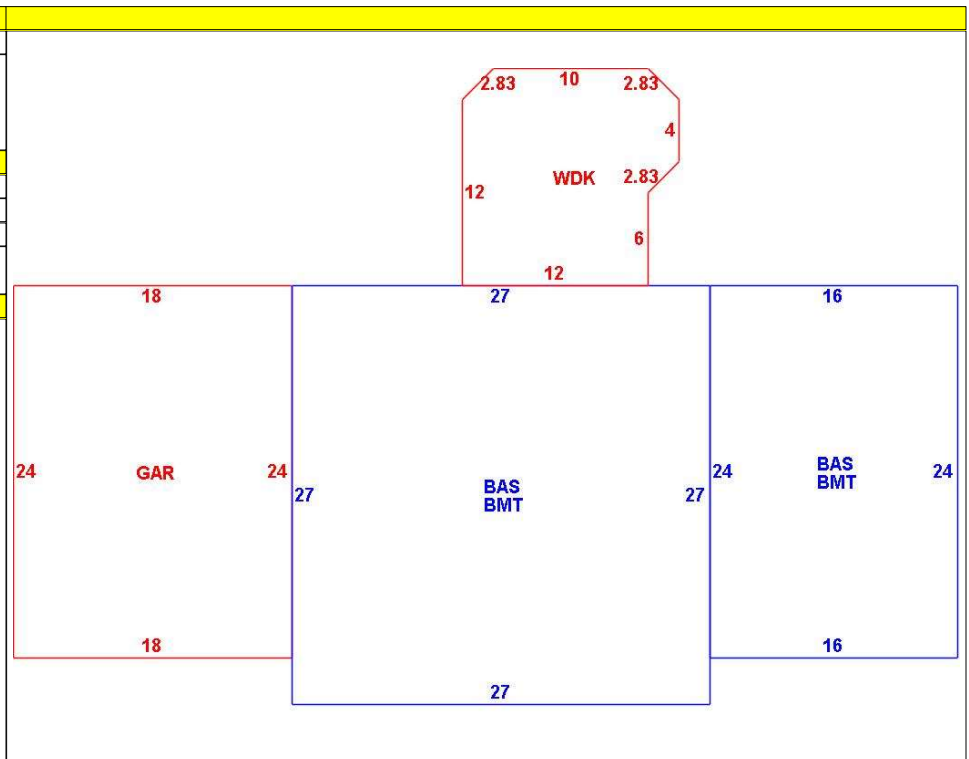 2.83 10 2.83
4
WDK 2.83
12
6
12
18 27 16
24 GAR 24
27 BAS 27
BMT
24 BAS 24
BMT
18 16
27